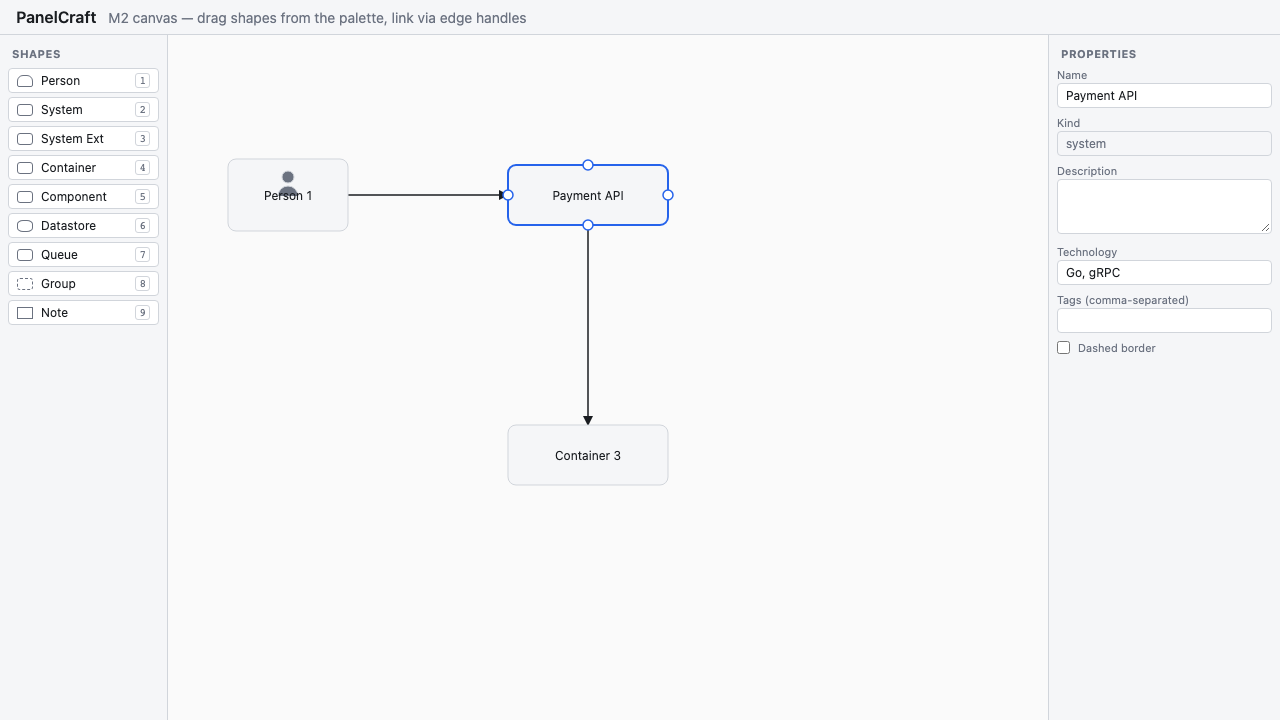 PanelCraft M2 canvas — drag shapes from the palette, link via edge handles
SHAPES
Person 1
System 2
System Ext 3
Container 4
Component 5
Datastore 6
Queue 7
Group 8
Note 9
Person 1
Payment API
Container 3
PROPERTIES
Name
Payment API
Kind
system
Description
Technology
Go, gRPC
Tags (comma-separated)
Dashed border